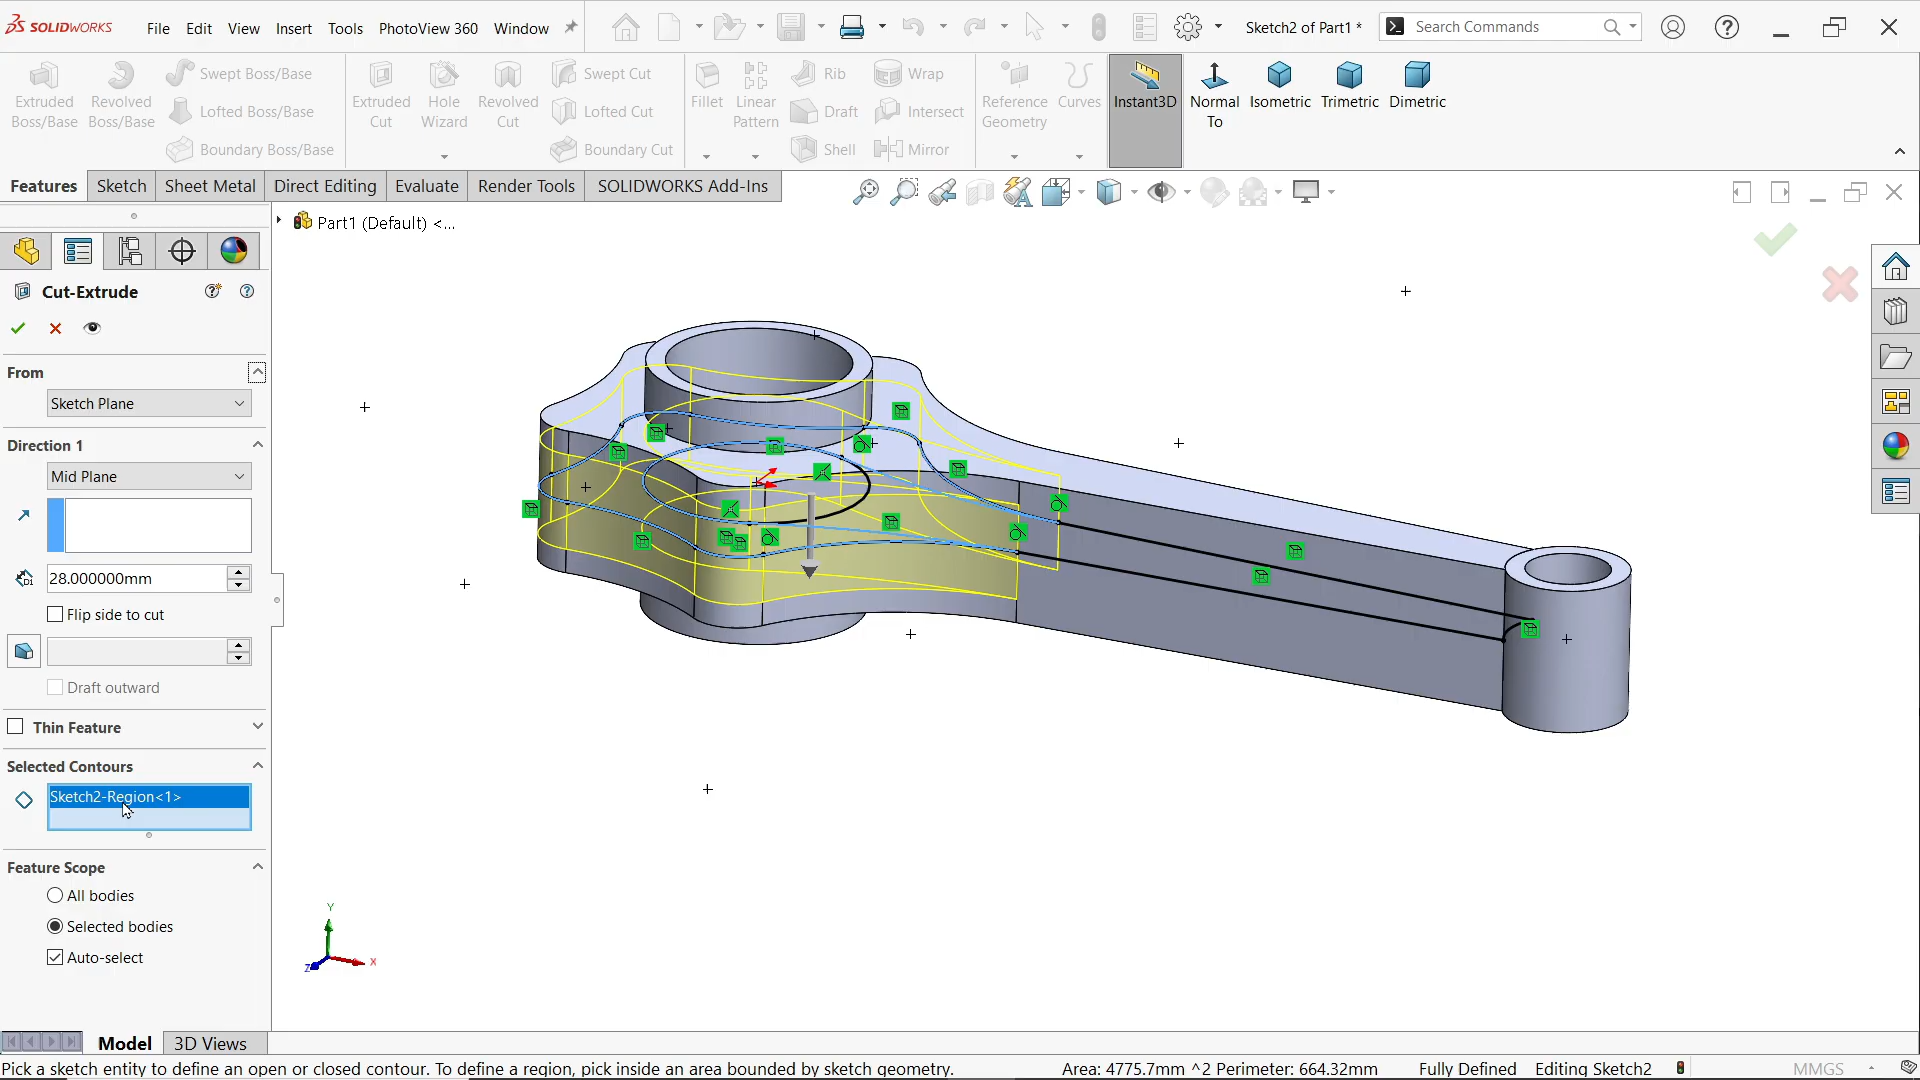 SOLIDWORKS File Edit View Insert Tools PhotoView 360 Window Sketch2 of Part1 * Search Commands
Extruded Boss/Base
Revolved Boss/Base
Swept Boss/Base
Lofted Boss/Base
Boundary Boss/Base
Extruded Cut
Hole Wizard
Revolved Cut
Swept Cut
Lofted Cut
Boundary Cut
Fillet
Linear Pattern
Rib
Draft
Shell
Wrap
Intersect
Mirror
Reference Geometry
Curves
Instant3D
Normal To
Isometric
Trimetric
Dimetric
Features Sketch Sheet Metal Direct Editing Evaluate Render Tools SOLIDWORKS Add-Ins
Part1 (Default) <...
Cut-Extrude
From
Sketch Plane
Direction 1
Mid Plane
D1 28.000000mm
Flip side to cut
Draft outward
Thin Feature
Selected Contours
Sketch2-Region<1>
Feature Scope
All bodies
Selected bodies
Auto-select
Y
Z X
Model 3D Views
Pick a sketch entity to define an open or closed contour. To define a region, pick inside an area bounded by sketch geometry. Area: 4775.7mm ^2 Perimeter: 664.32mm Fully Defined Editing Sketch2 MMGS